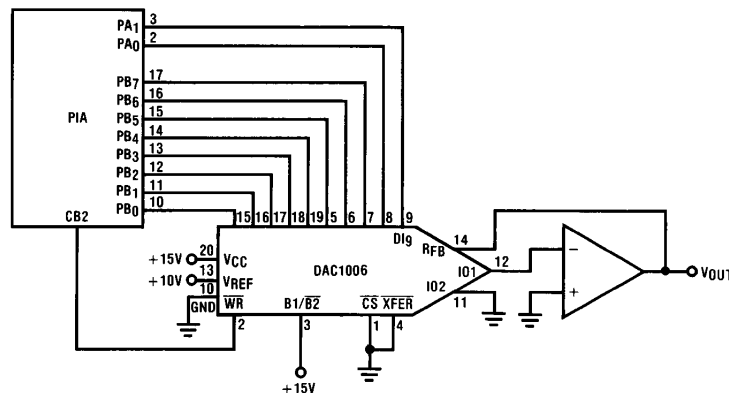 PA1 3
PA0 2
PB7 17
PB6 16
PIA PB5 15
PB4 14
PB3 13
PB2 12
PB1 11
PB0 10
CB2
15 16 17 18 19 5 6 7 8 9
DI9
RFB 14
+15V 20 VCC
DAC1006
IO1 12
+10V 13 VREF
IO2 11
10 GND
WR B1/B2 CS XFER
2 3 1 4
+15V
−
+
VOUT